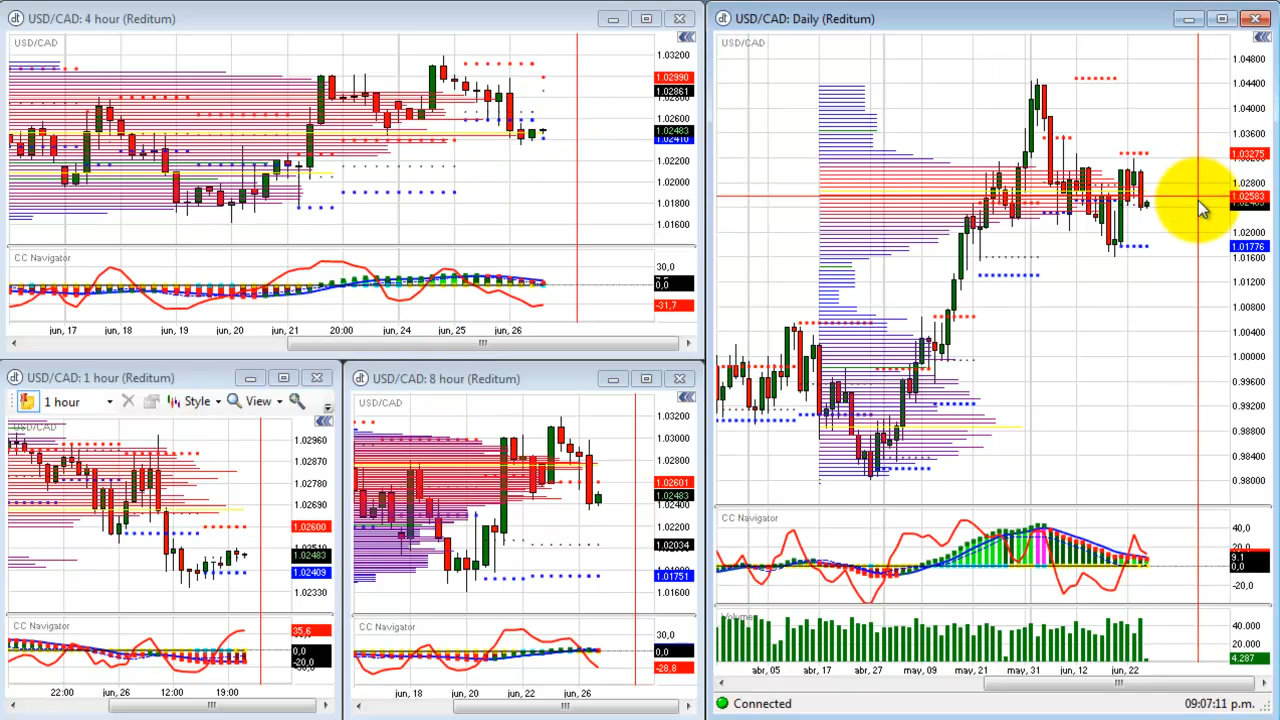 USD/CAD: 4 hour (Reditum)
USD/CAD
1.03200
1.02990
1.02861
1.02600
1.02483
1.02410
1.02200
1.02000
1.01800
1.01600
CC Navigator
30,0
0,0
-31,7
jun, 17
jun, 18
jun, 19
jun, 20
jun, 21
20:00
jun, 24
jun, 25
jun, 26
USD/CAD: 1 hour (Reditum)
1 hour
Style
View
USD/CAD
1.02960
1.02870
1.02780
1.02690
1.02600
1.02510
1.02483
1.02409
1.02330
CC Navigator
35,6
0,0
-20,0
22:00
jun, 26
12:00
19:00
USD/CAD: 8 hour (Reditum)
USD/CAD
1.03200
1.03000
1.02800
1.02601
1.02483
1.02400
1.02200
1.02034
1.01751
1.01600
CC Navigator
30,0
0,0
-28,8
jun, 18
jun, 20
jun, 22
jun, 26
USD/CAD: Daily (Reditum)
USD/CAD
1.04800
1.04400
1.04000
1.03600
1.03275
1.02800
1.02593
1.02000
1.01776
1.01600
1.01200
1.00800
1.00400
1.00000
0.99600
0.99200
0.98800
0.98400
0.98000
CC Navigator
40,0
20,0
9,1
0,0
-20,0
Volume
40.000
20.000
4.287
abr, 05
abr, 17
abr, 27
may, 09
may, 21
may, 31
jun, 12
jun, 22
Connected
09:07:11 p.m.